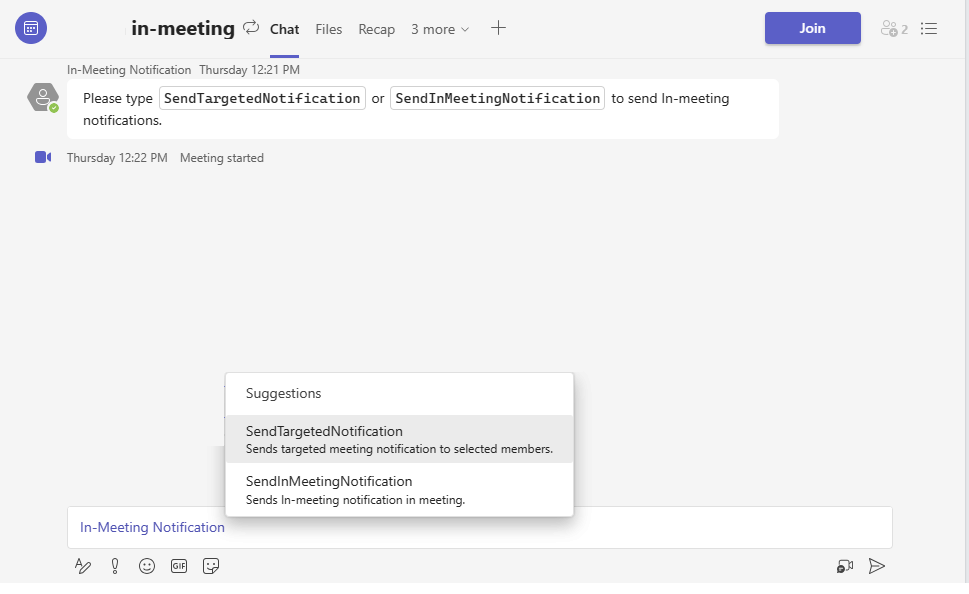 in-meeting Chat Files Recap 3 more Join 2
In-Meeting Notification Thursday 12:21 PM
Please type SendTargetedNotification or SendInMeetingNotification to send In-meeting
notifications.
Thursday 12:22 PM Meeting started
Suggestions
SendTargetedNotification
Sends targeted meeting notification to selected members.
SendInMeetingNotification
Sends In-meeting notification in meeting.
In-Meeting Notification
GIF